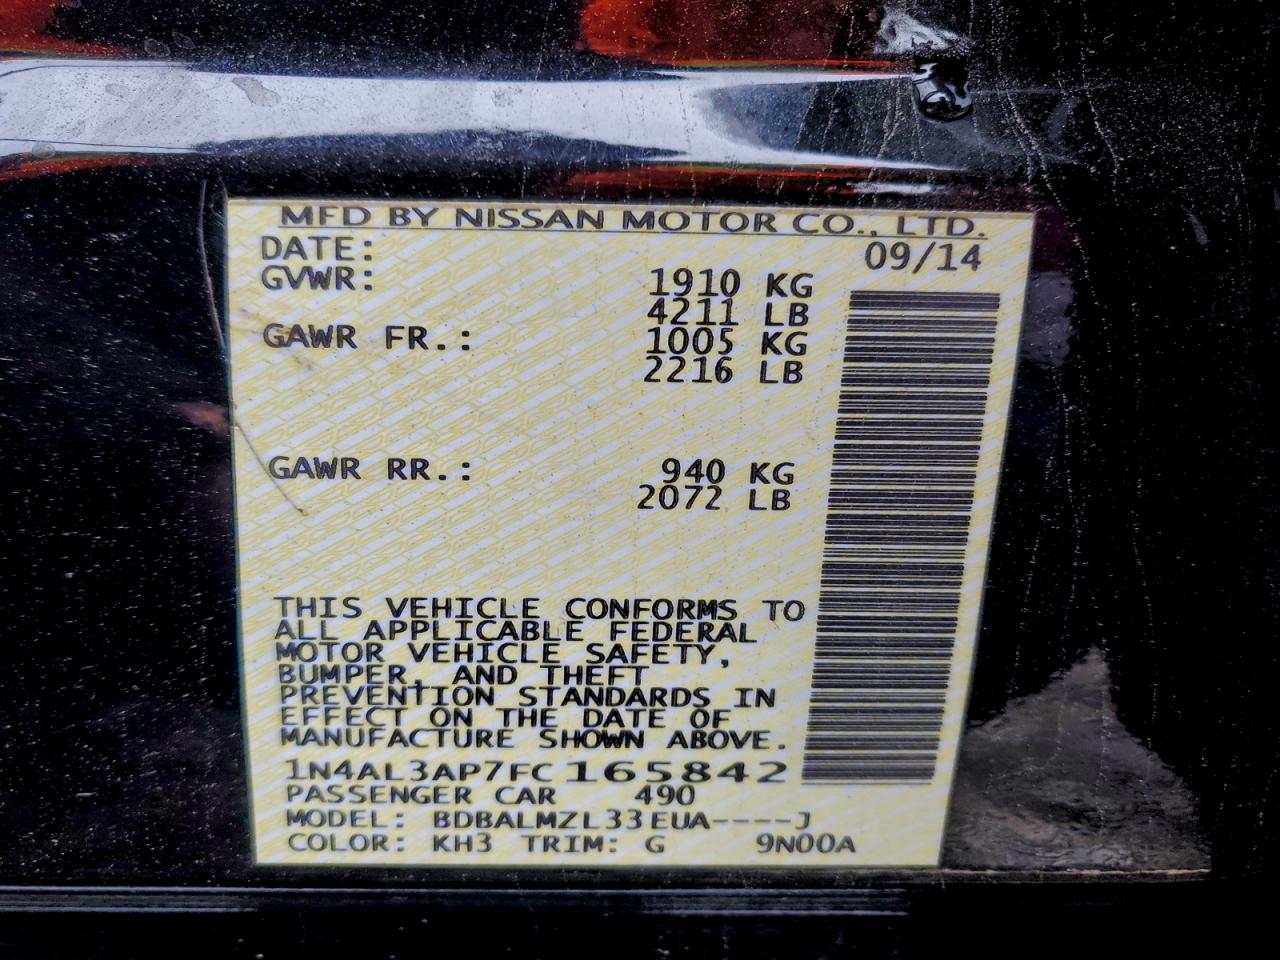 MFD BY NISSAN MOTOR CO., LTD.
DATE: 09/14
GVWR: 1910 KG
4211 LB
GAWR FR.: 1005 KG
2216 LB
GAWR RR.: 940 KG
2072 LB
THIS VEHICLE CONFORMS TO
ALL APPLICABLE FEDERAL
MOTOR VEHICLE SAFETY,
BUMPER, AND THEFT
PREVENTION STANDARDS IN
EFFECT ON THE DATE OF
MANUFACTURE SHOWN ABOVE.
1N4AL3AP7FC165842
PASSENGER CAR 490
MODEL: BDBALMZL33EUA----J
COLOR: KH3 TRIM: G 9N00A